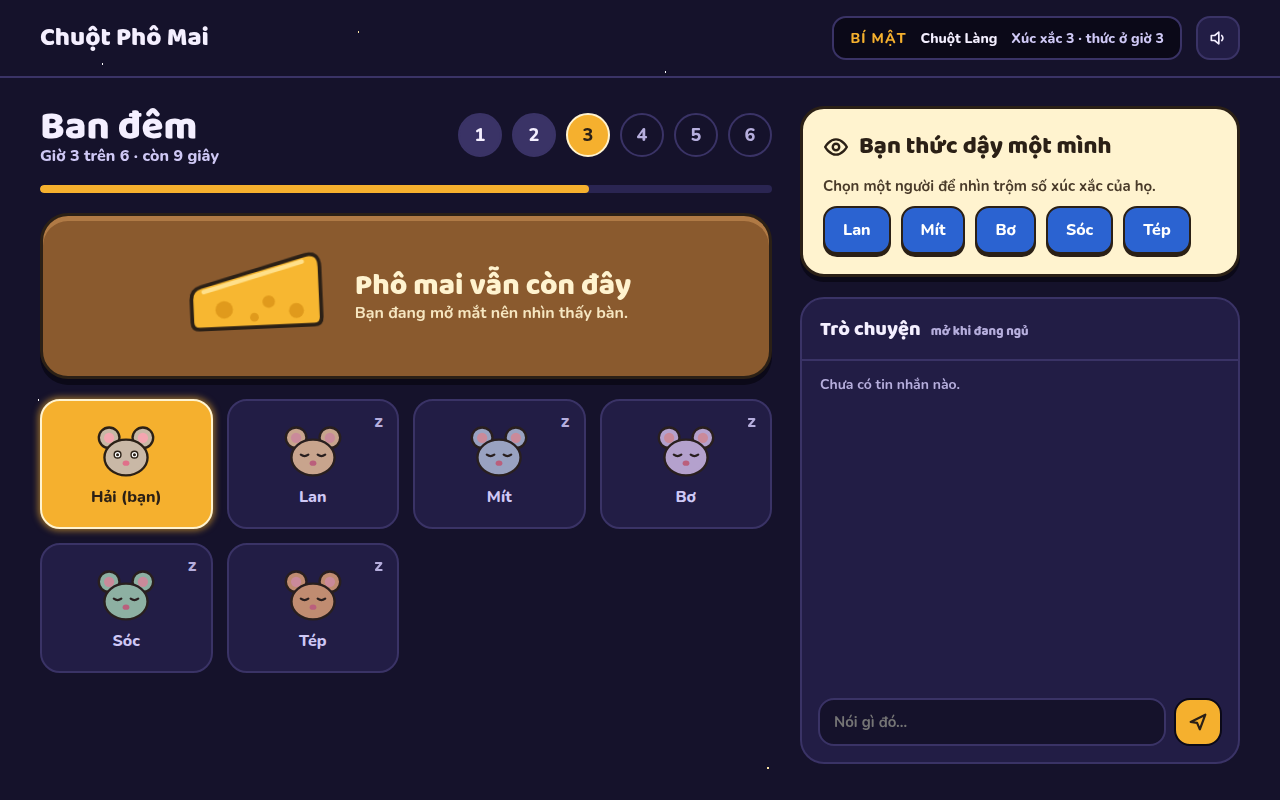 Chuột Phô Mai
BÍ MẬT Chuột Làng Xúc xắc 3 · thức ở giờ 3
Ban đêm
Giờ 3 trên 6 · còn 9 giây
1 2 3 4 5 6
Phô mai vẫn còn đây
Bạn đang mở mắt nên nhìn thấy bàn.
Hải (bạn)
z
Lan
z
Mít
z
Bơ
z
Sóc
z
Tép
Bạn thức dậy một mình
Chọn một người để nhìn trộm số xúc xắc của họ.
Lan Mít Bơ Sóc Tép
Trò chuyện mở khi đang ngủ
Chưa có tin nhắn nào.
Nói gì đó...